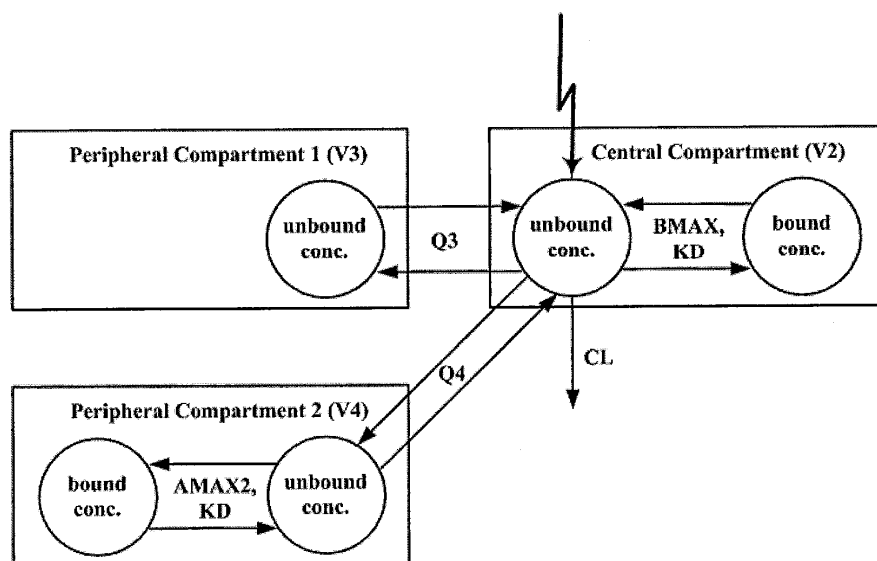 Peripheral Compartment 1 (V3)
unbound
conc.
Q3
Central Compartment (V2)
unbound
conc.
BMAX,
KD
bound
conc.
CL
Q4
Peripheral Compartment 2 (V4)
bound
conc.
AMAX2,
KD
unbound
conc.